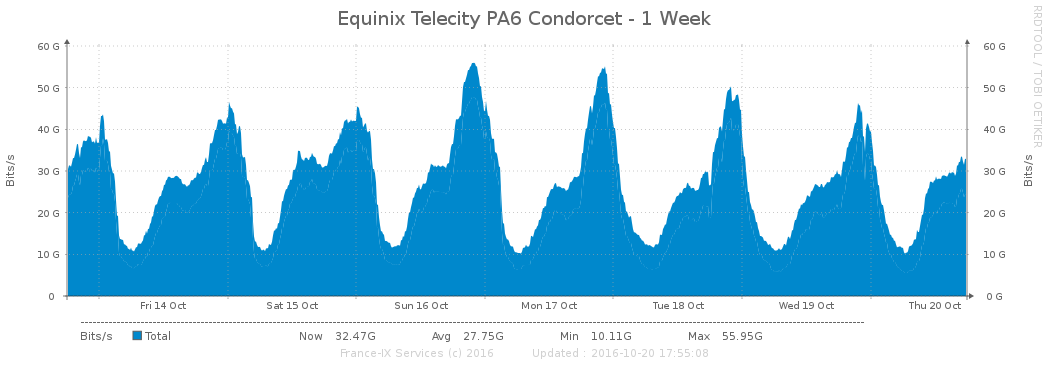 Equinix Telecity PA6 Condorcet - 1 Week
RRDTOOL / TOBI OETIKER
60 G 60 G
50 G 50 G
40 G 40 G
30 G 30 G
20 G 20 G
10 G 10 G
0 0 G
Bits/s
Bits/s
Fri 14 Oct Sat 15 Oct Sun 16 Oct Mon 17 Oct Tue 18 Oct Wed 19 Oct Thu 20 Oct
Bits/s Total Now 32.47G Avg 27.75G Min 10.11G Max 55.95G
France-IX Services (c) 2016 Updated : 2016-10-20 17:55:08